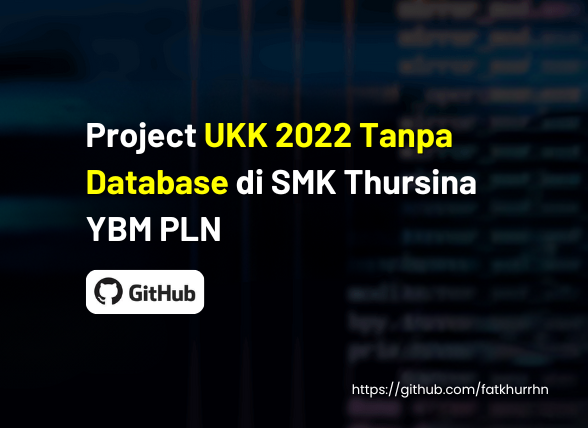 Project UKK 2022 Tanpa
Database di SMK Thursina
YBM PLN
GitHub
https://github.com/fatkhurrhn